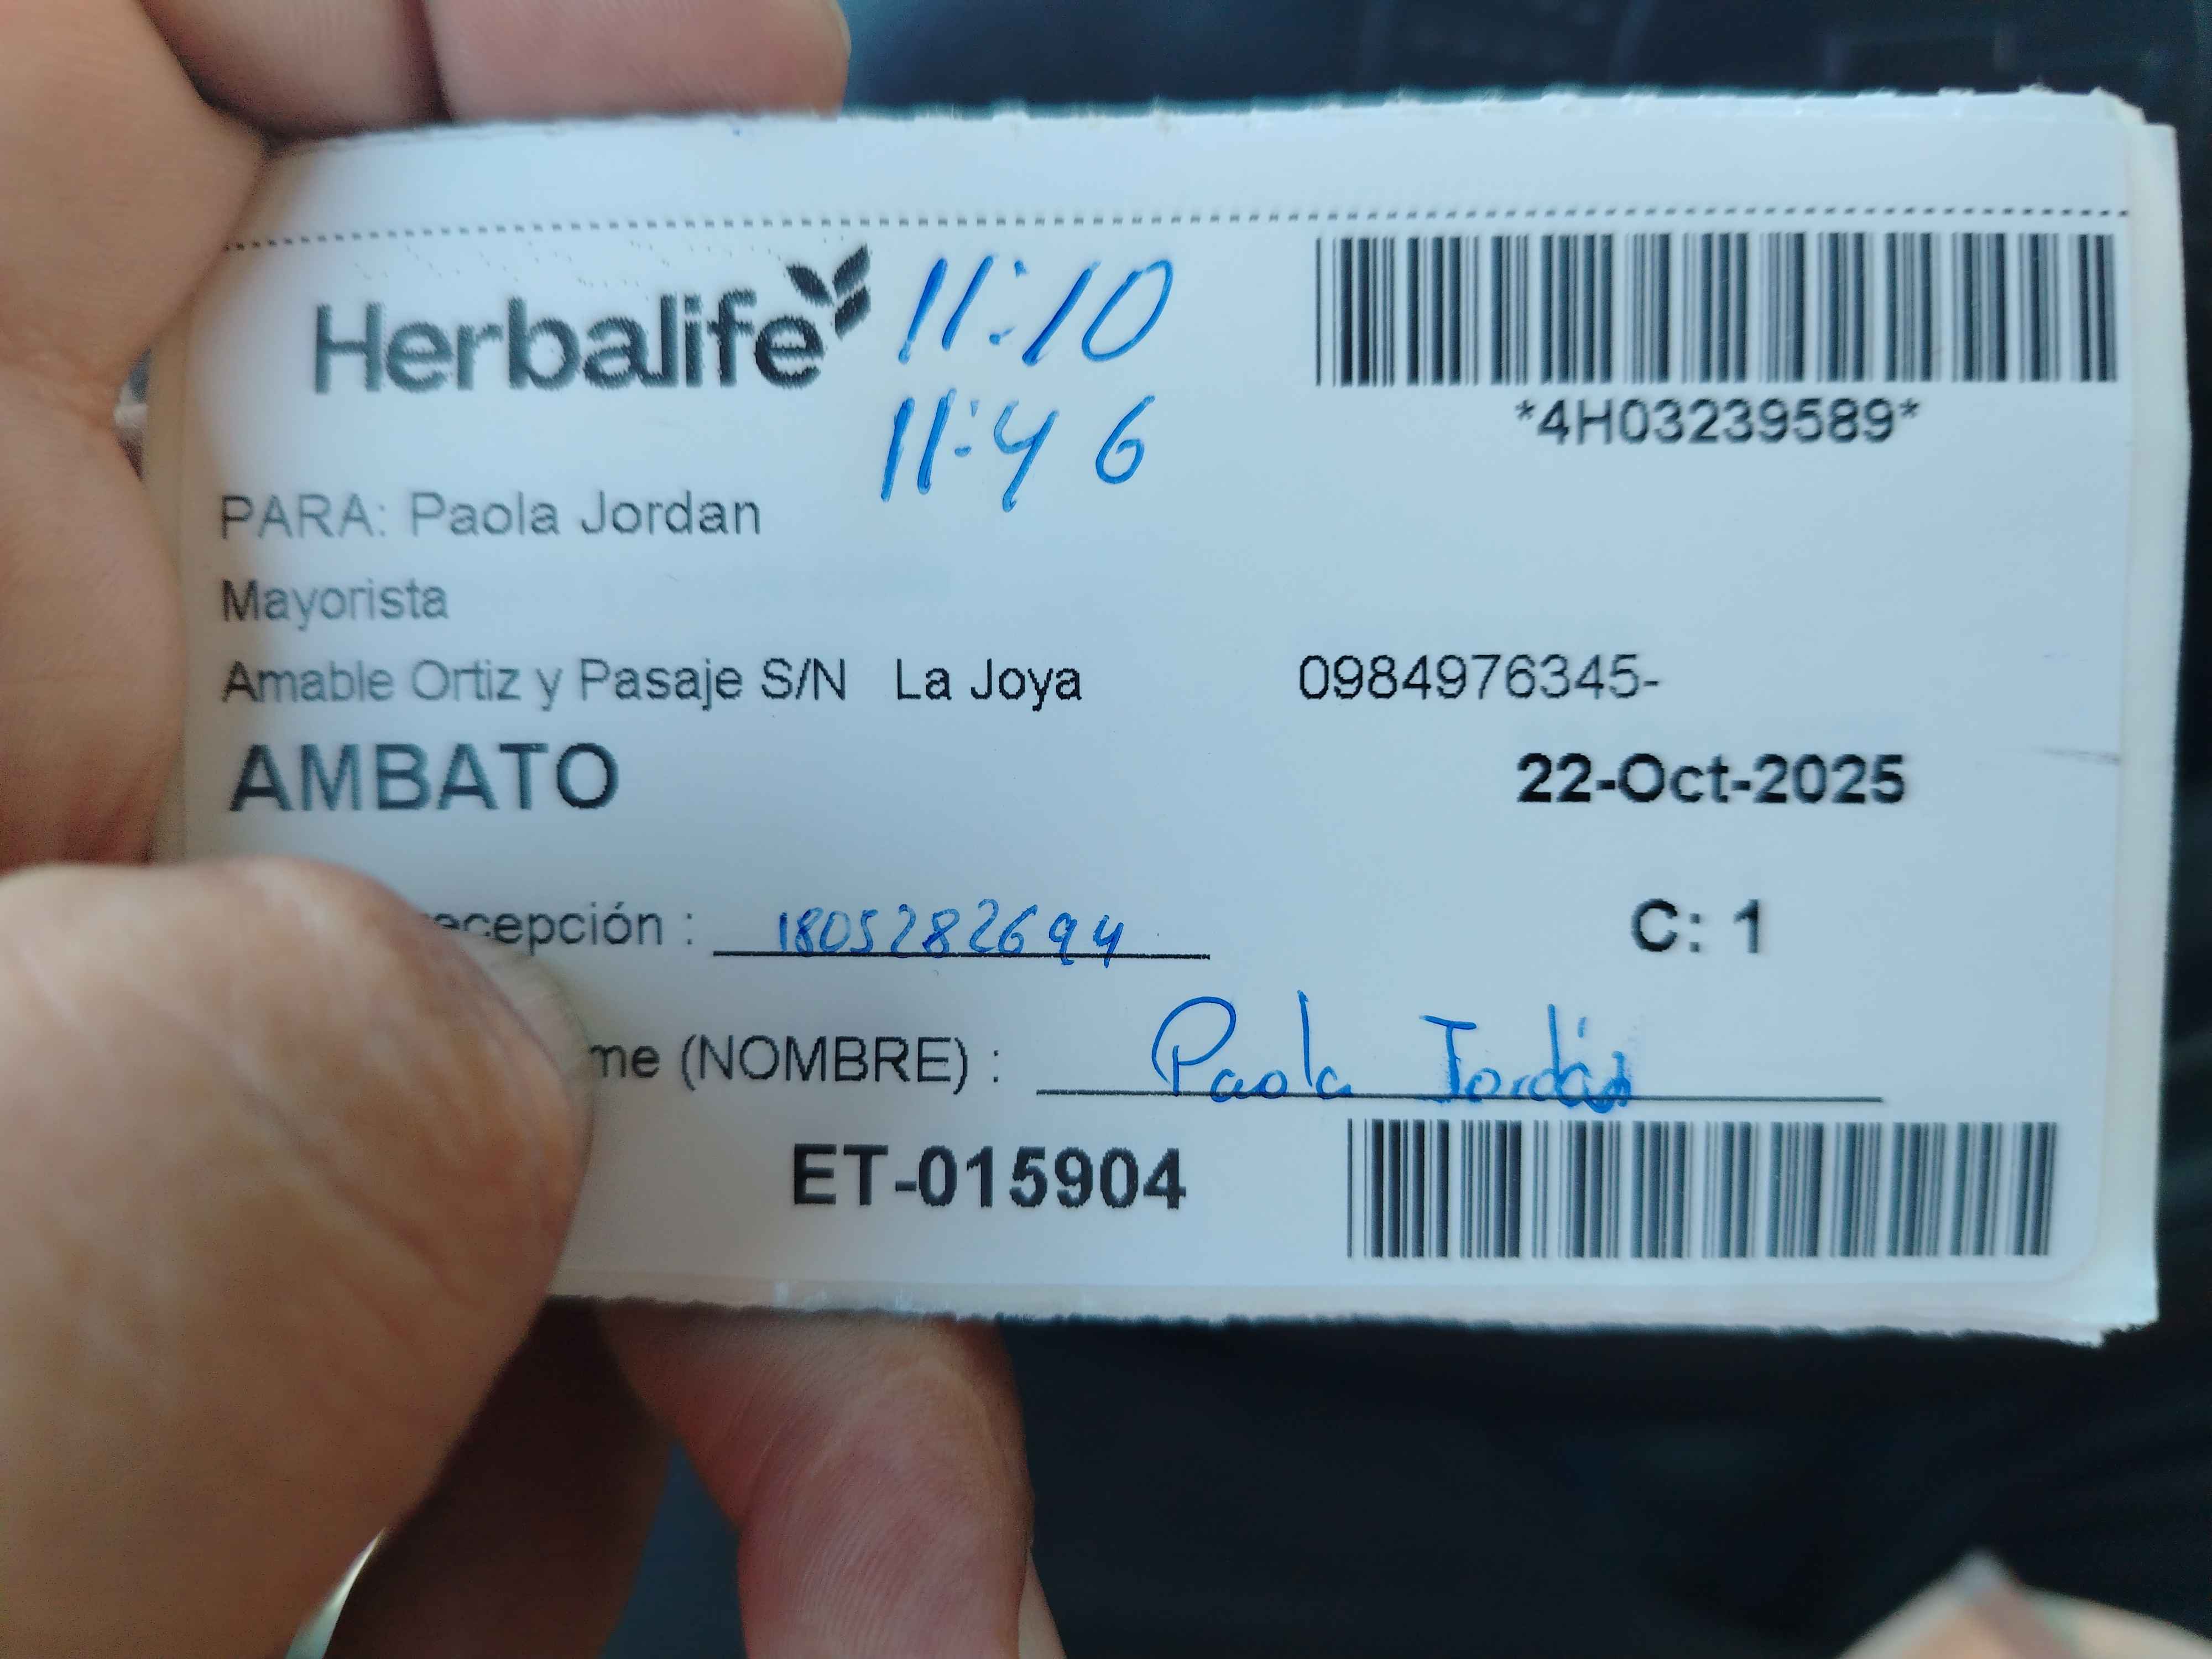 Herbalife 11:10
11:46
*4H03239589*
PARA: Paola Jordan
Mayorista
Amable Ortiz y Pasaje S/N La Joya 0984976345-
AMBATO 22-Oct-2025
ecepción : 1805282694 C: 1
me (NOMBRE) : Paola Jordán
ET-015904